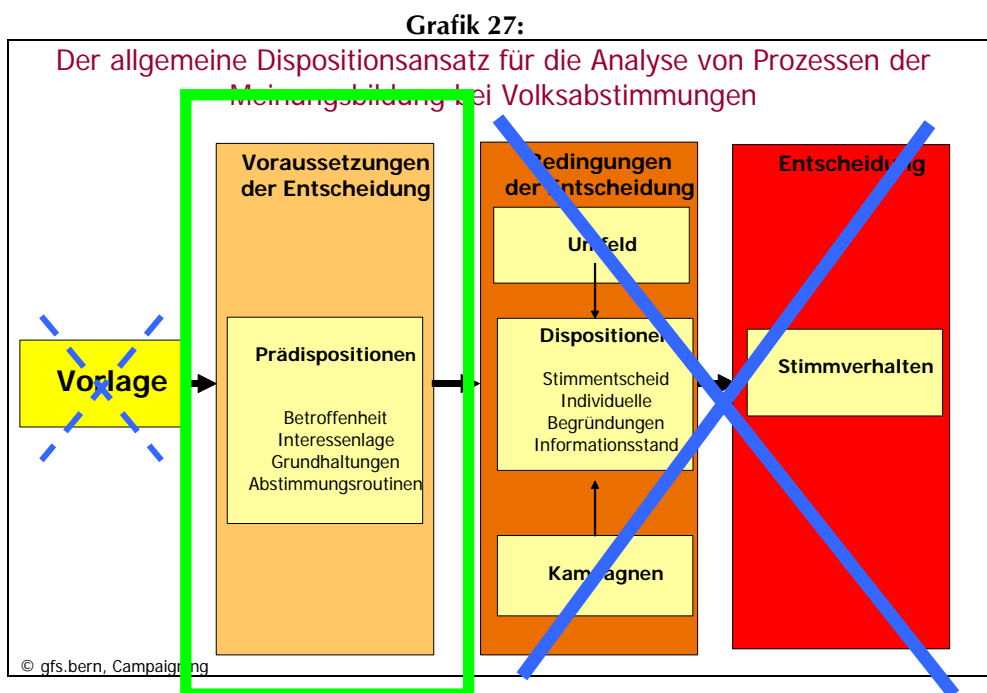 Grafik 27:
Der allgemeine Dispositionsansatz für die Analyse von Prozessen der
Meinungsbildung bei Volksabstimmungen
Vorlage
Voraussetzungen
der Entscheidung
Prädispositionen
Betroffenheit
Interessenlage
Grundhaltungen
Abstimmungsroutinen
Bedingungen
der Entscheidung
Umfeld
Dispositionen
Stimmentscheid
Individuelle
Begründungen
Informationsstand
Kampagnen
Entscheidung
Stimmverhalten
© gfs.bern, Campaigning